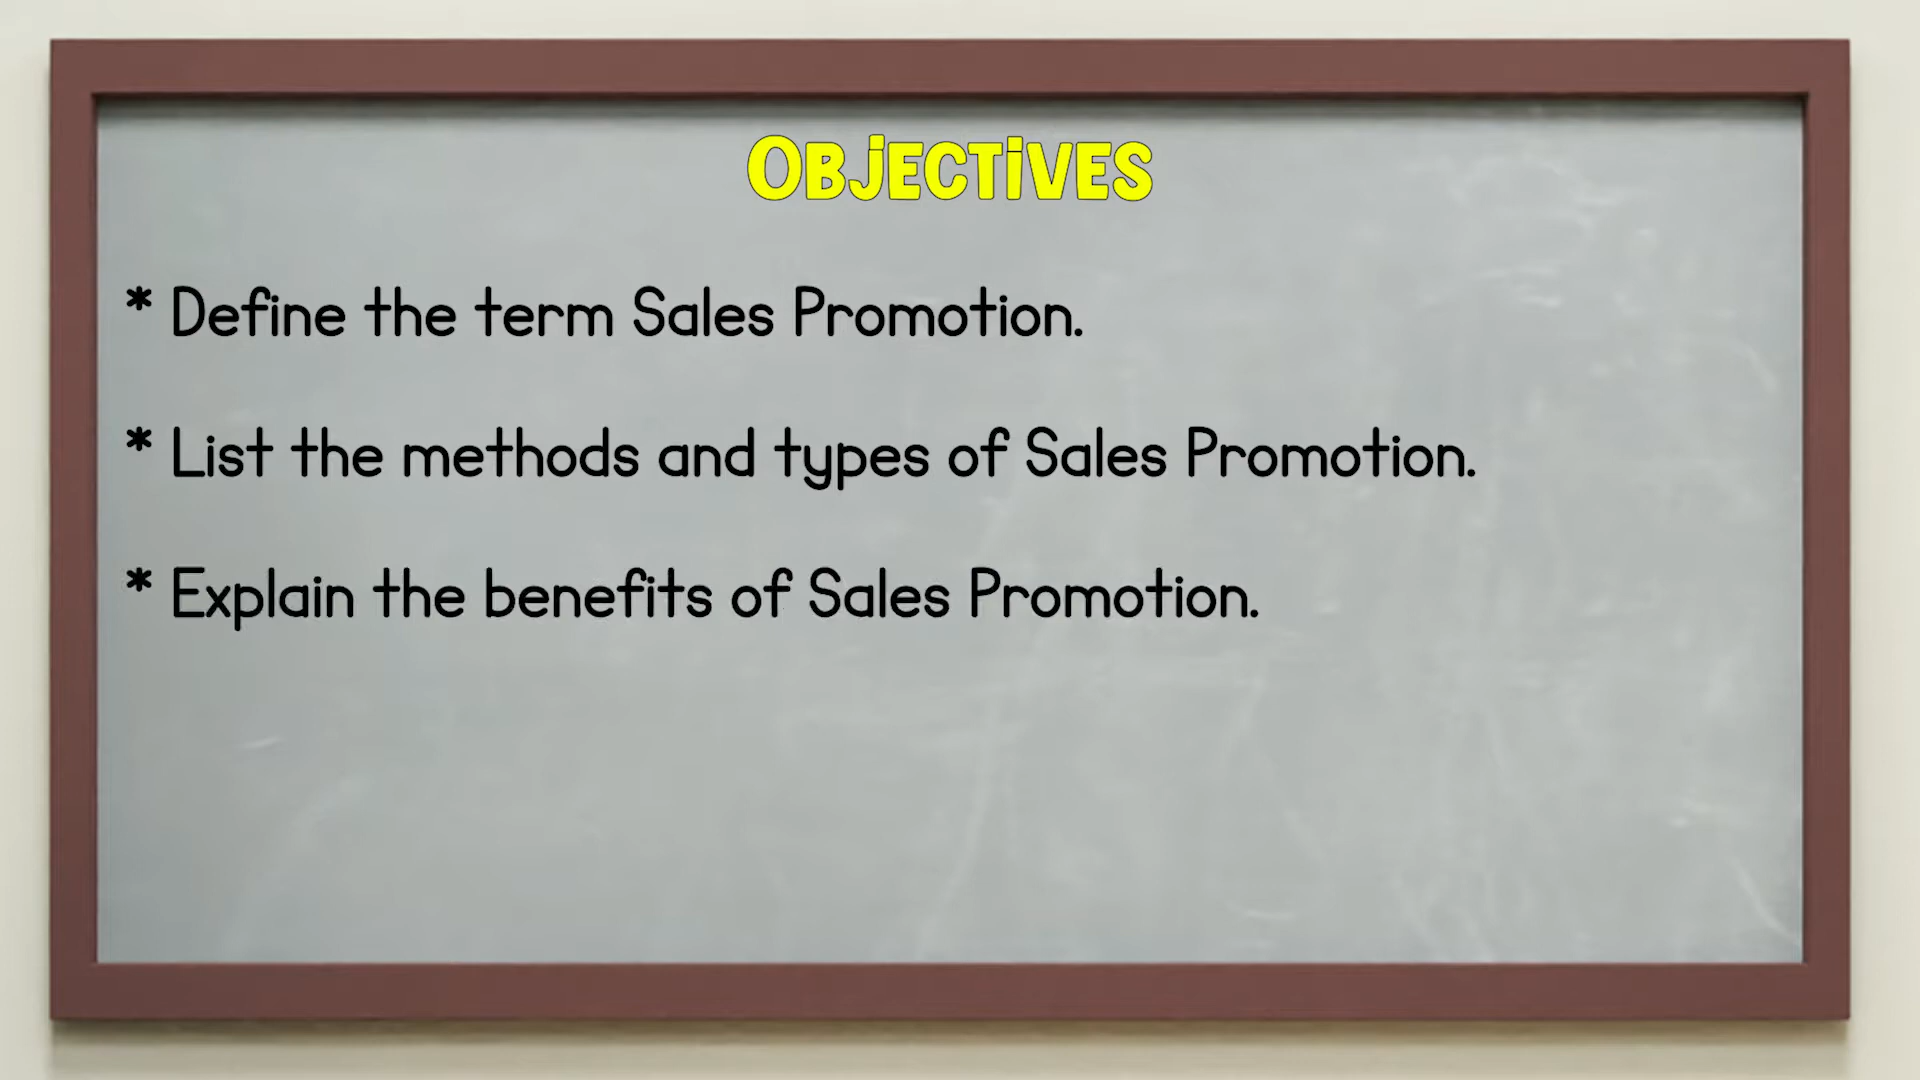 OBJECTIVES
* Define the term Sales Promotion.
* List the methods and types of Sales Promotion.
* Explain the benefits of Sales Promotion.